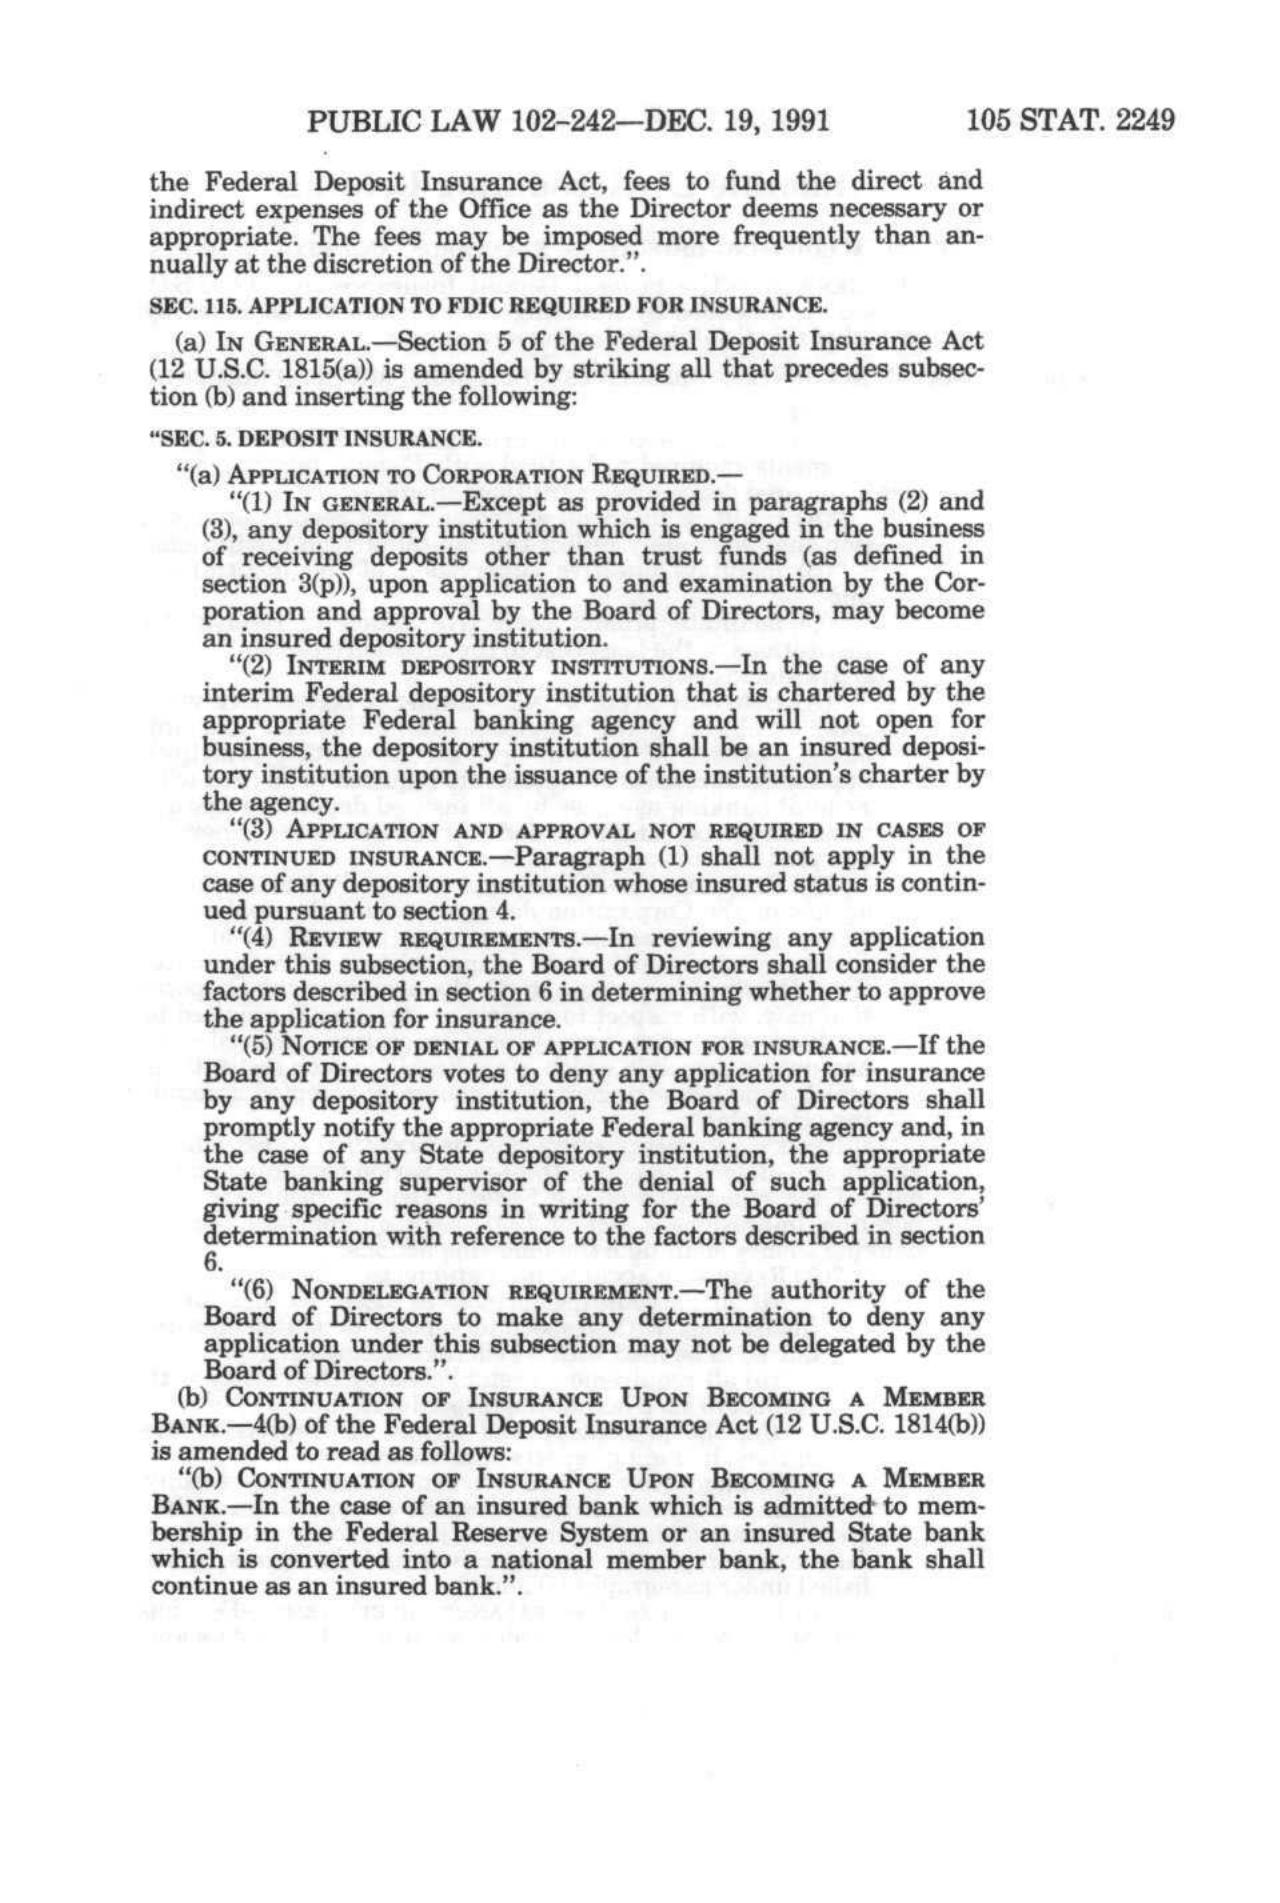 PUBLIC LAW 102–242—DEC. 19, 1991 105 STAT. 2249
the Federal Deposit Insurance Act, fees to fund the direct and
indirect expenses of the Office as the Director deems necessary or
appropriate. The fees may be imposed more frequently than an-
nually at the discretion of the Director.”.
SEC. 115. APPLICATION TO FDIC REQUIRED FOR INSURANCE.
(a) IN GENERAL.—Section 5 of the Federal Deposit Insurance Act
(12 U.S.C. 1815(a)) is amended by striking all that precedes subsec-
tion (b) and inserting the following:
“SEC. 5. DEPOSIT INSURANCE.
“(a) APPLICATION TO CORPORATION REQUIRED.—
“(1) IN GENERAL.—Except as provided in paragraphs (2) and
(3), any depository institution which is engaged in the business
of receiving deposits other than trust funds (as defined in
section 3(p)), upon application to and examination by the Cor-
poration and approval by the Board of Directors, may become
an insured depository institution.
“(2) INTERIM DEPOSITORY INSTITUTIONS.—In the case of any
interim Federal depository institution that is chartered by the
appropriate Federal banking agency and will not open for
business, the depository institution shall be an insured deposi-
tory institution upon the issuance of the institution's charter by
the agency.
“(3) APPLICATION AND APPROVAL NOT REQUIRED IN CASES OF
CONTINUED INSURANCE.—Paragraph (1) shall not apply in the
case of any depository institution whose insured status is contin-
ued pursuant to section 4.
“(4) REVIEW REQUIREMENTS.—In reviewing any application
under this subsection, the Board of Directors shall consider the
factors described in section 6 in determining whether to approve
the application for insurance.
“(5) NOTICE OF DENIAL OF APPLICATION FOR INSURANCE.—If the
Board of Directors votes to deny any application for insurance
by any depository institution, the Board of Directors shall
promptly notify the appropriate Federal banking agency and, in
the case of any State depository institution, the appropriate
State banking supervisor of the denial of such application,
giving specific reasons in writing for the Board of Directors’
determination with reference to the factors described in section
6.
“(6) NONDELEGATION REQUIREMENT.—The authority of the
Board of Directors to make any determination to deny any
application under this subsection may not be delegated by the
Board of Directors.”.
(b) CONTINUATION OF INSURANCE UPON BECOMING A MEMBER
BANK.—4(b) of the Federal Deposit Insurance Act (12 U.S.C. 1814(b))
is amended to read as follows:
“(b) CONTINUATION OF INSURANCE UPON BECOMING A MEMBER
BANK.—In the case of an insured bank which is admitted to mem-
bership in the Federal Reserve System or an insured State bank
which is converted into a national member bank, the bank shall
continue as an insured bank.”.